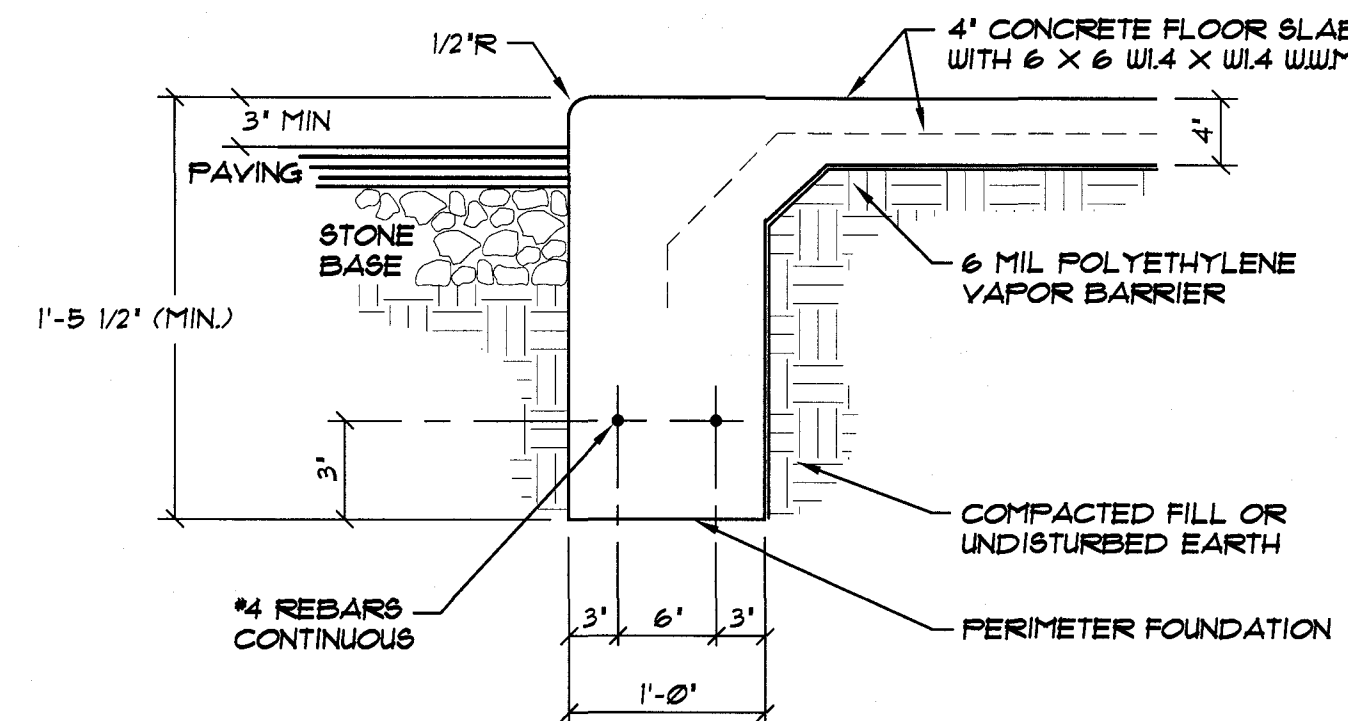 1/2"R
4" CONCRETE FLOOR SLAB
WITH 6 X 6 W1.4 X W1.4 W.W.M
3" MIN
4"
PAVING
STONE
BASE
6 MIL POLYETHYLENE
VAPOR BARRIER
1'-5 1/2" (MIN.)
3"
COMPACTED FILL OR
UNDISTURBED EARTH
#4 REBARS
CONTINUOUS
3" 6" 3"
PERIMETER FOUNDATION
1'-0"